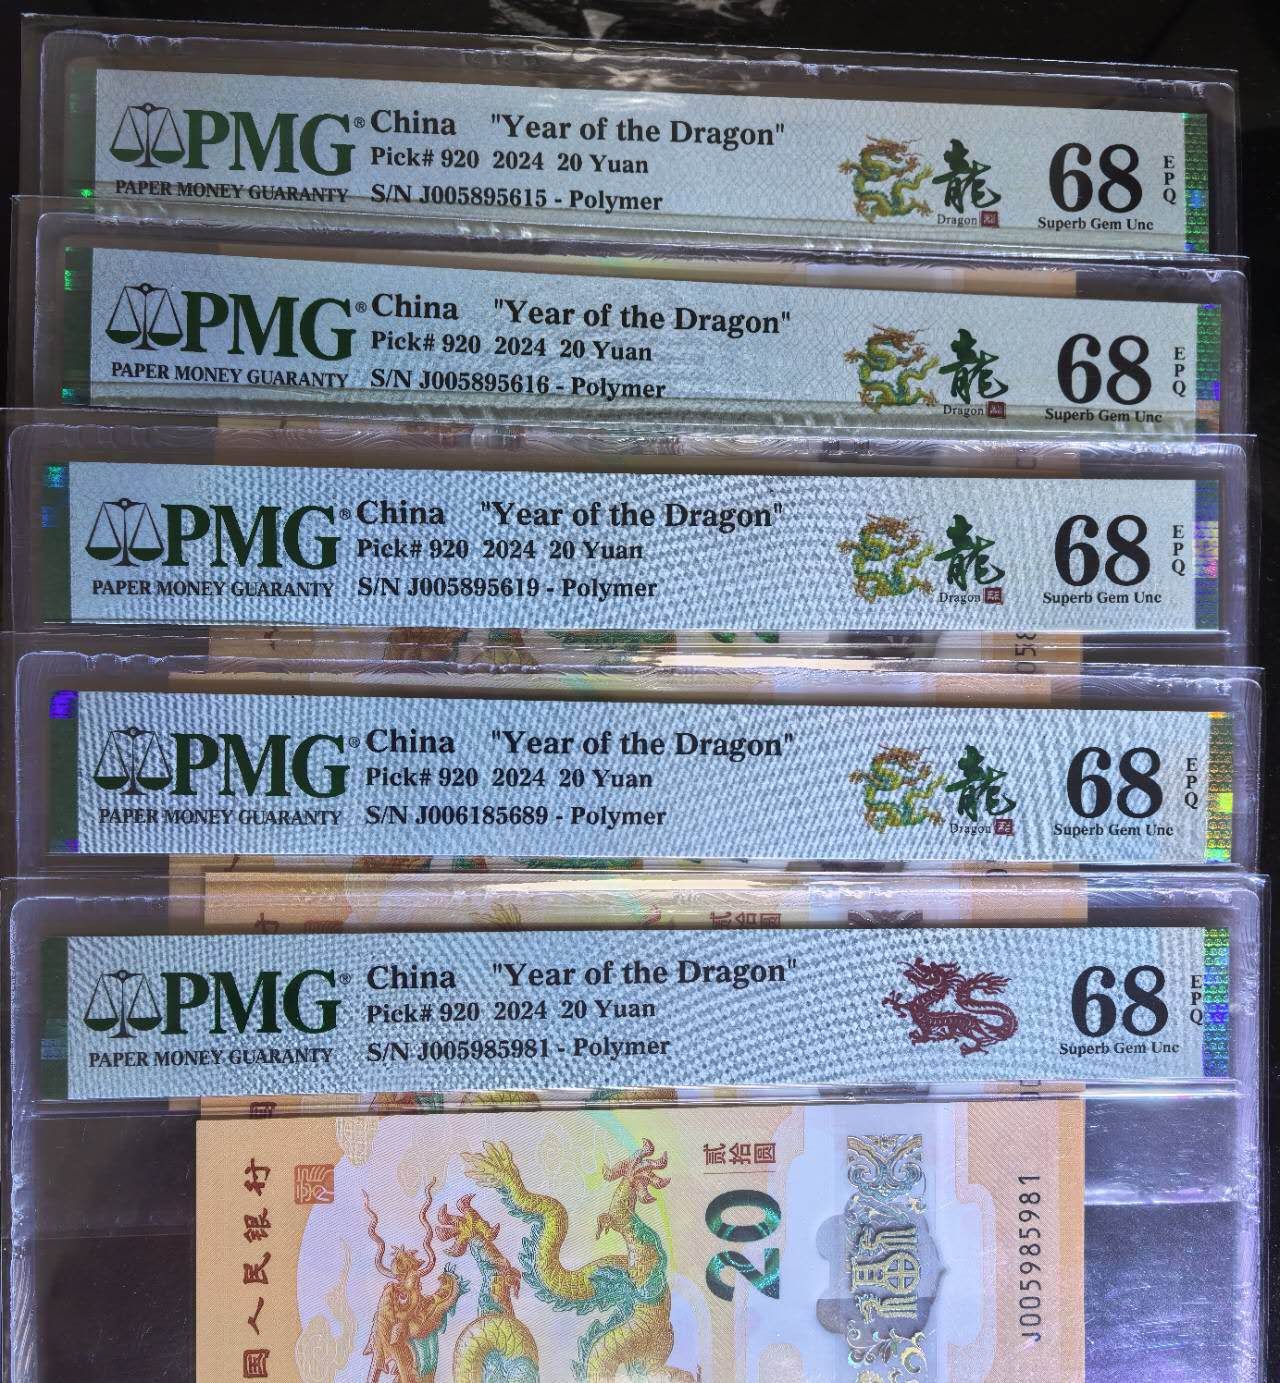 PMG® China "Year of the Dragon"
Pick# 920 2024 20 Yuan
PAPER MONEY GUARANTY S/N J005895615 - Polymer
龍
Dragon
68 EPQ
Superb Gem Unc
PMG® China "Year of the Dragon"
Pick# 920 2024 20 Yuan
PAPER MONEY GUARANTY S/N J005895616 - Polymer
龍
Dragon
68 EPQ
Superb Gem Unc
PMG® China "Year of the Dragon"
Pick# 920 2024 20 Yuan
PAPER MONEY GUARANTY S/N J005895619 - Polymer
龍
Dragon
68 EPQ
Superb Gem Unc
PMG® China "Year of the Dragon"
Pick# 920 2024 20 Yuan
PAPER MONEY GUARANTY S/N J006185689 - Polymer
龍
Dragon
68 EPQ
Superb Gem Unc
贰拾圆
PMG® China "Year of the Dragon"
Pick# 920 2024 20 Yuan
PAPER MONEY GUARANTY S/N J005985981 - Polymer
68 EPQ
Superb Gem Unc
國人民銀行
贰拾圆
20
福
J005985981